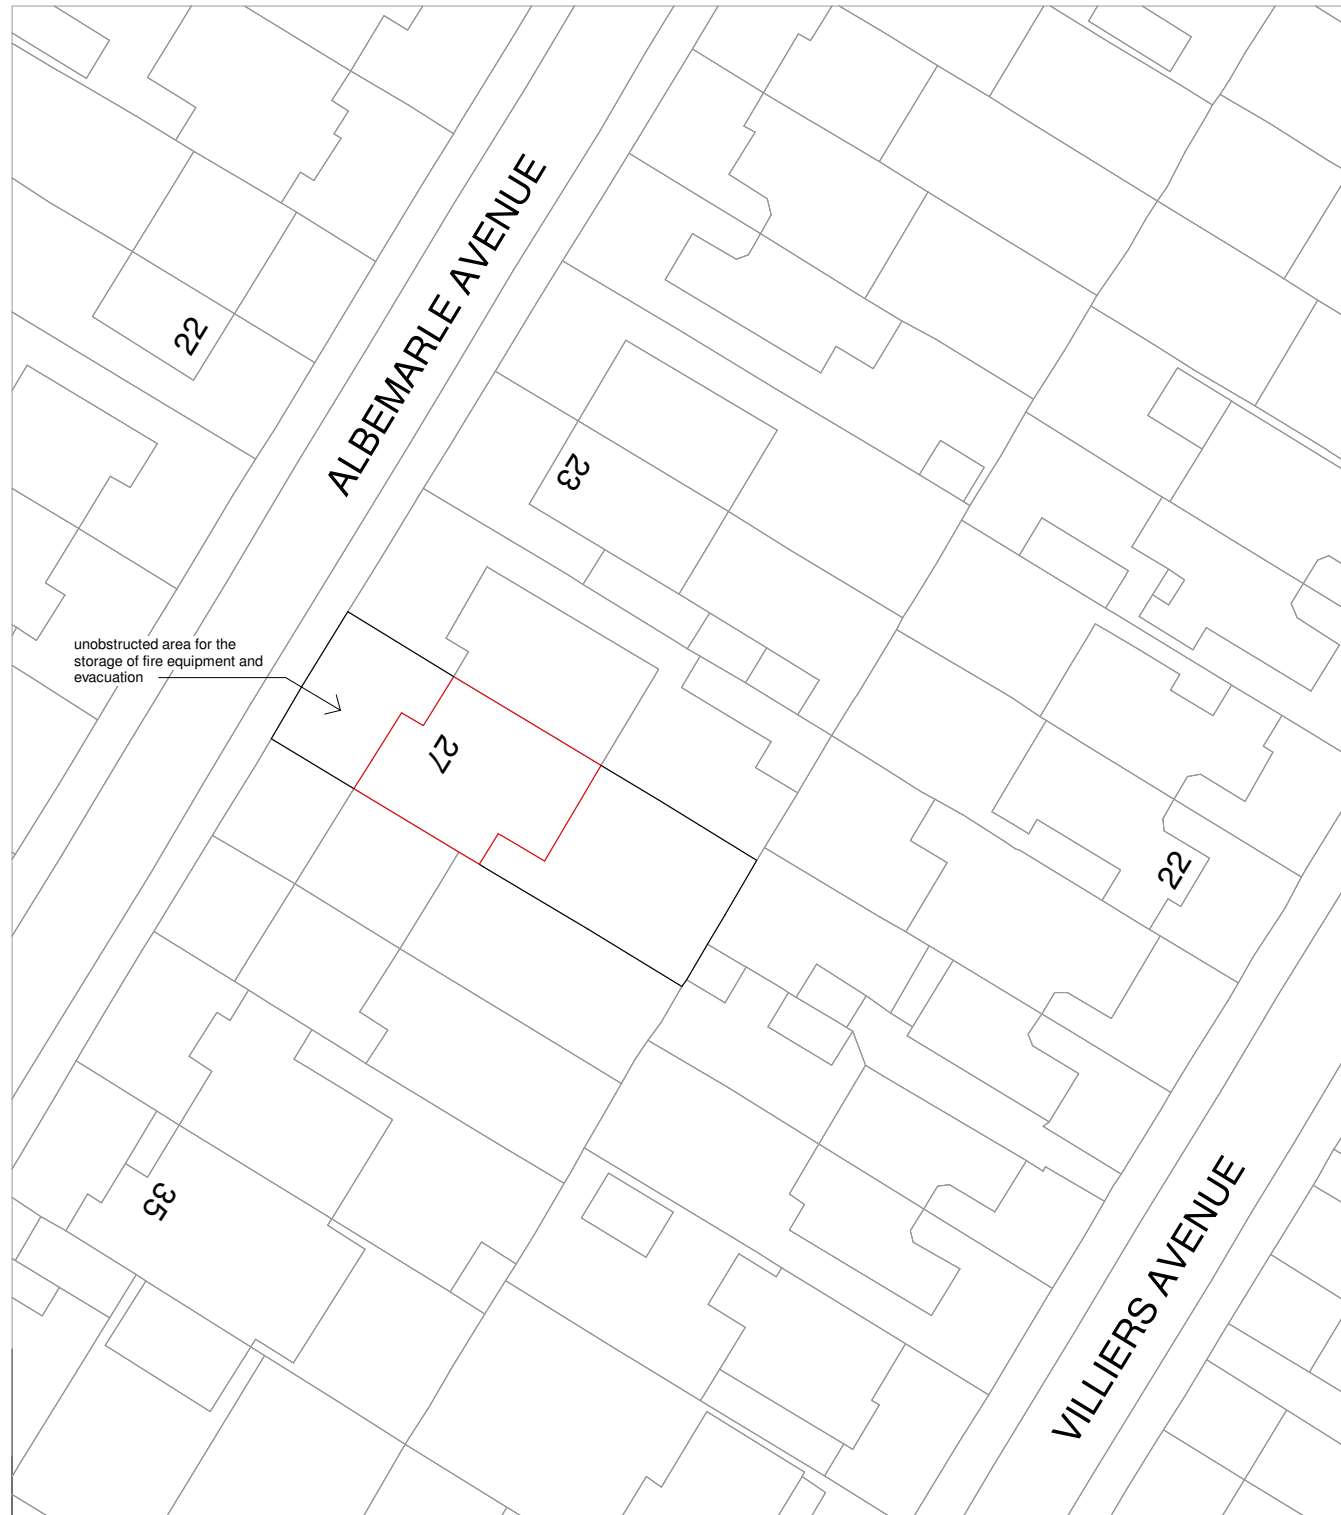 ALBEMARLE AVENUE
22
23
unobstructed area for the
storage of fire equipment and
evacuation
27
22
35
VILLIERS AVENUE